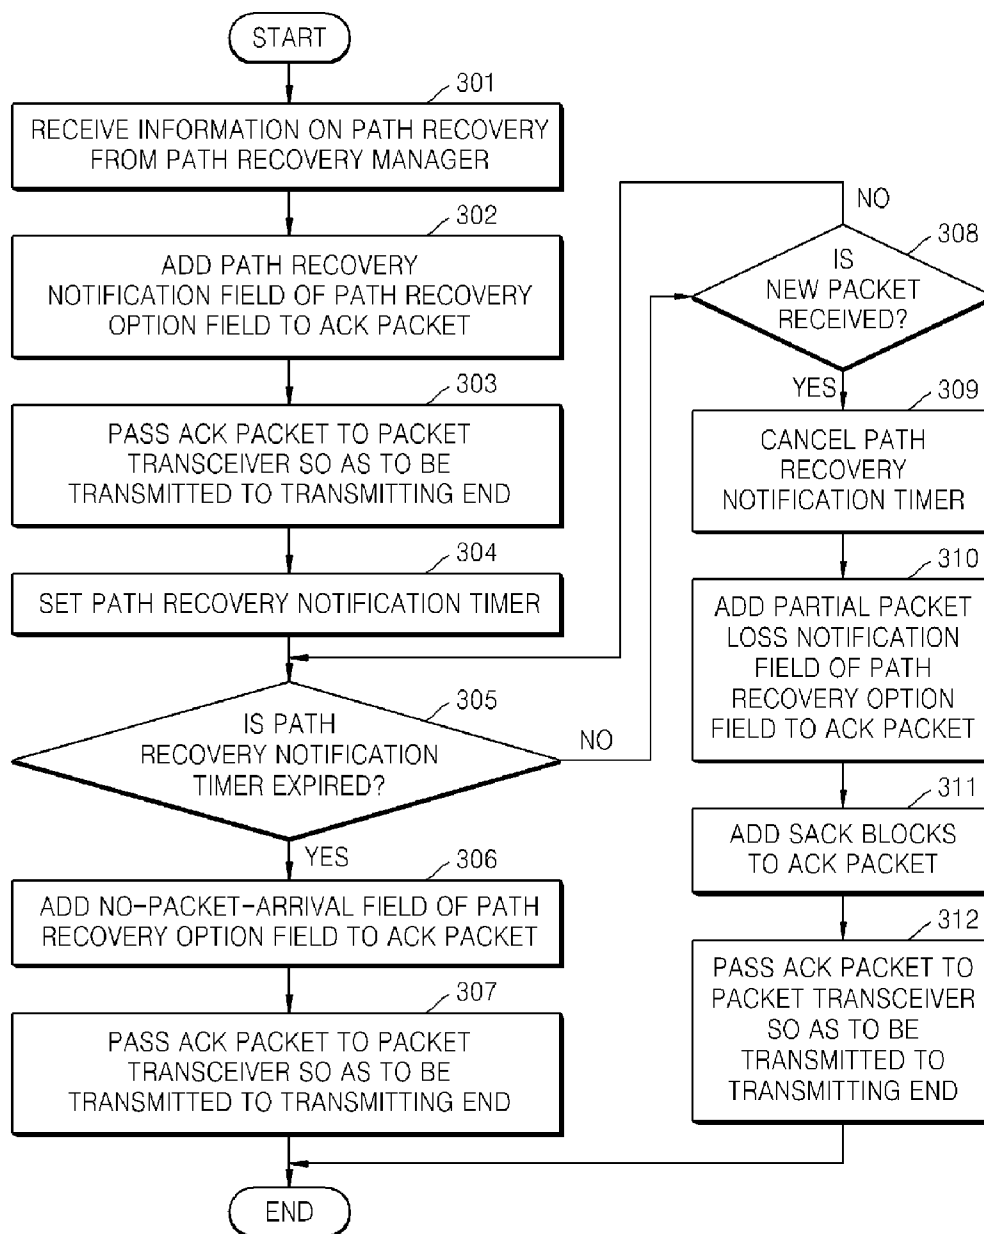 START
301
RECEIVE INFORMATION ON PATH RECOVERY
FROM PATH RECOVERY MANAGER
302
ADD PATH RECOVERY
NOTIFICATION FIELD OF PATH RECOVERY
OPTION FIELD TO ACK PACKET
303
PASS ACK PACKET TO PACKET
TRANSCEIVER SO AS TO BE
TRANSMITTED TO TRANSMITTING END
304
SET PATH RECOVERY NOTIFICATION TIMER
305
IS PATH
RECOVERY NOTIFICATION
TIMER EXPIRED?
NO
YES
306
ADD NO-PACKET-ARRIVAL FIELD OF PATH
RECOVERY OPTION FIELD TO ACK PACKET
307
PASS ACK PACKET TO PACKET
TRANSCEIVER SO AS TO BE
TRANSMITTED TO TRANSMITTING END
END
NO
308
IS
NEW PACKET
RECEIVED?
YES
309
CANCEL PATH
RECOVERY
NOTIFICATION TIMER
310
ADD PARTIAL PACKET
LOSS NOTIFICATION
FIELD OF PATH
RECOVERY OPTION
FIELD TO ACK PACKET
311
ADD SACK BLOCKS
TO ACK PACKET
312
PASS ACK PACKET TO
PACKET TRANSCEIVER
SO AS TO BE
TRANSMITTED TO
TRANSMITTING END